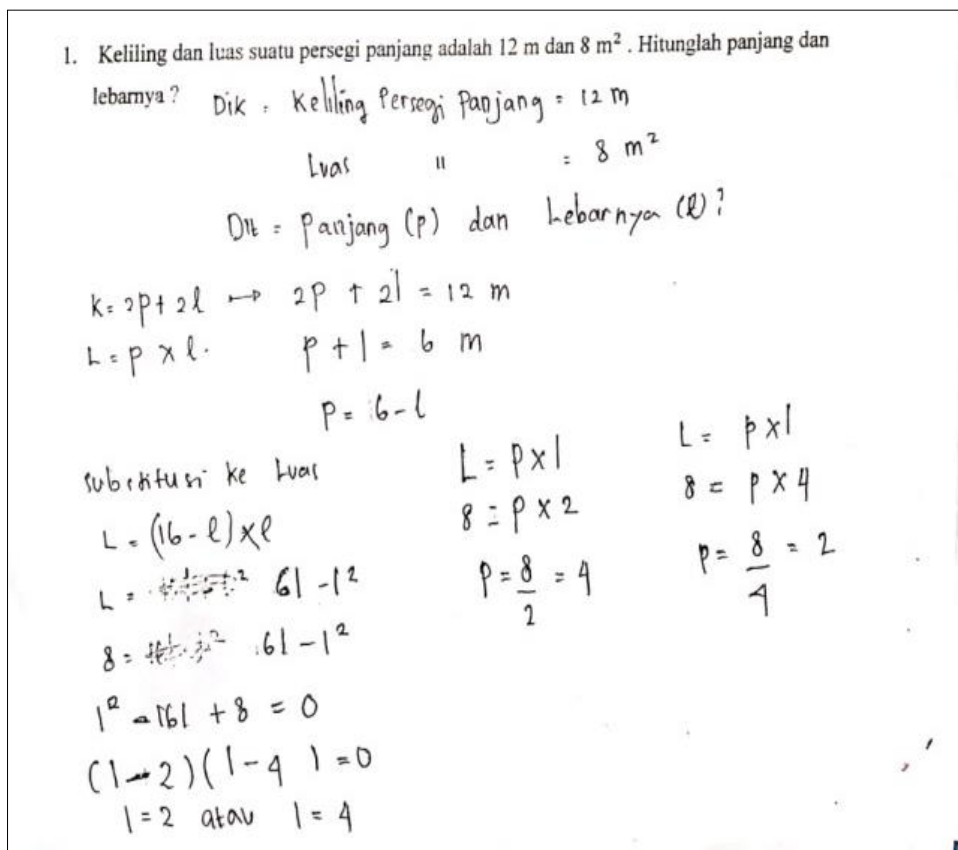 1. Keliling dan luas suatu persegi panjang adalah 12 m dan 8 m². Hitunglah panjang dan
lebarnya ?
Dik : Keliling Persegi Panjang = 12 m
Luas " = 8 m²
Dit = Panjang (p) dan Lebarnya (l) ?
K = 2p + 2l → 2p + 2l = 12 m
L = p x l.
p + l = 6 m
p = 6 - l
substitusi ke Luas
L = (16 - l) x l
L = 6l - l²
8 = 6l - l²
l² - 16l + 8 = 0
(l - 2)(l - 4) = 0
l = 2 atau l = 4
L = p x l
8 = p x 2
p = 8/2 = 4
L = p x l
8 = p x 4
p = 8/4 = 2